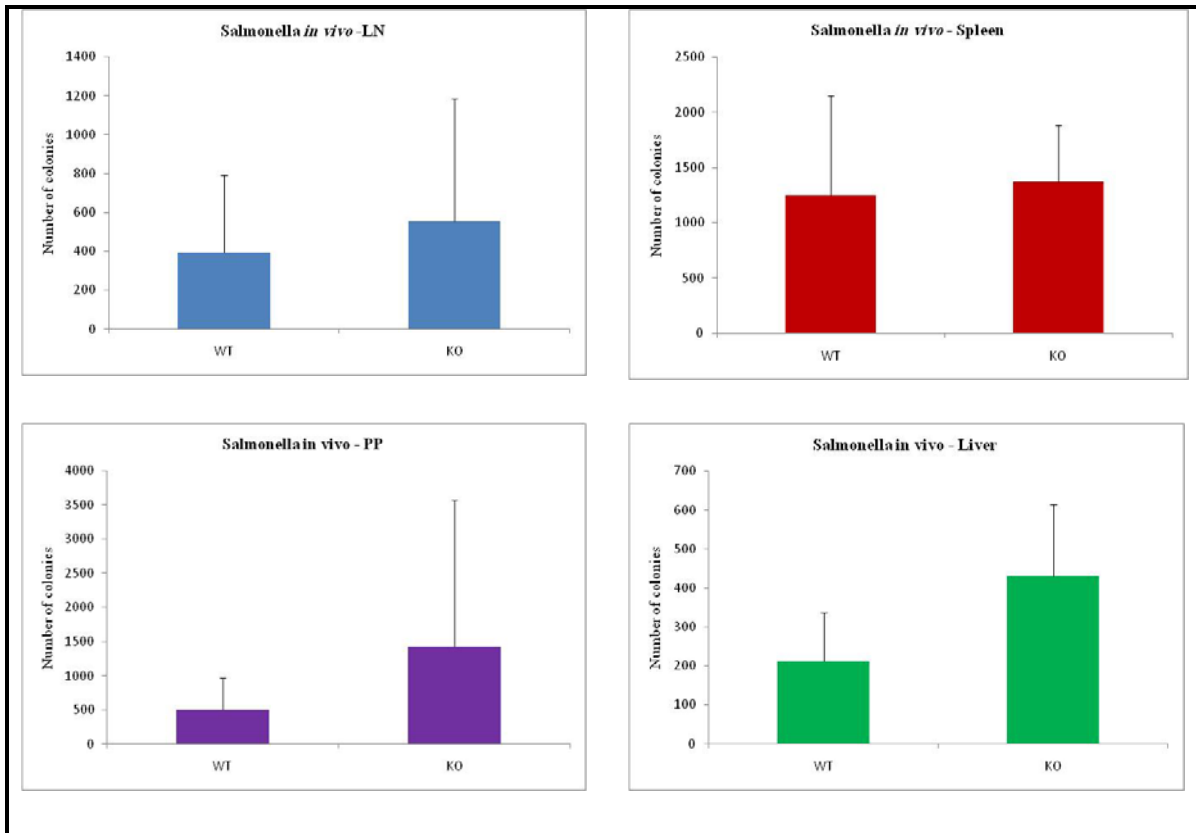 Salmonella in vivo -LN
Number of colonies
1400
1200
1000
800
600
400
200
0
WT KO
Salmonella in vivo - Spleen
Number of colonies
2500
2000
1500
1000
500
0
WT KO
Salmonella in vivo - PP
Number of colonies
4000
3500
3000
2500
2000
1500
1000
500
0
WT KO
Salmonella in vivo - Liver
Number of colonies
700
600
500
400
300
200
100
0
WT KO